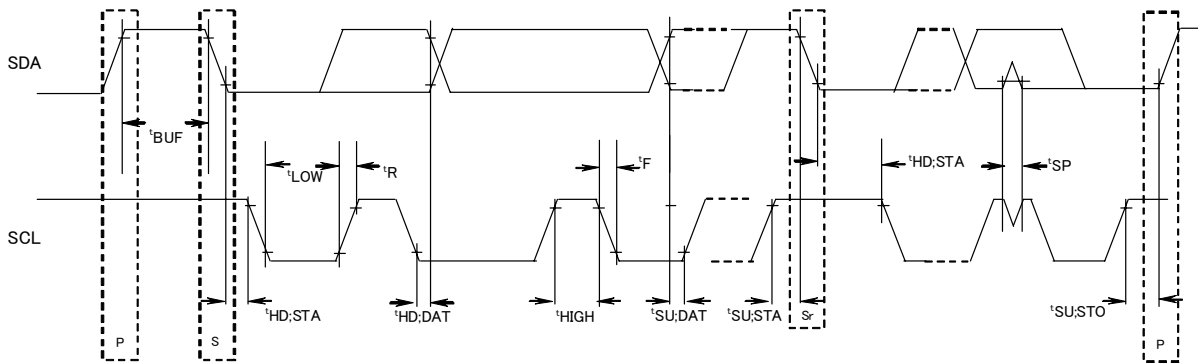 SDA
tBUF
tLOW
tR
tF
tHD;STA
tSP
SCL
tHD;STA
tHD;DAT
tHIGH
tSU;DAT
tSU;STA
Sr
tSU;STO
P
S
P